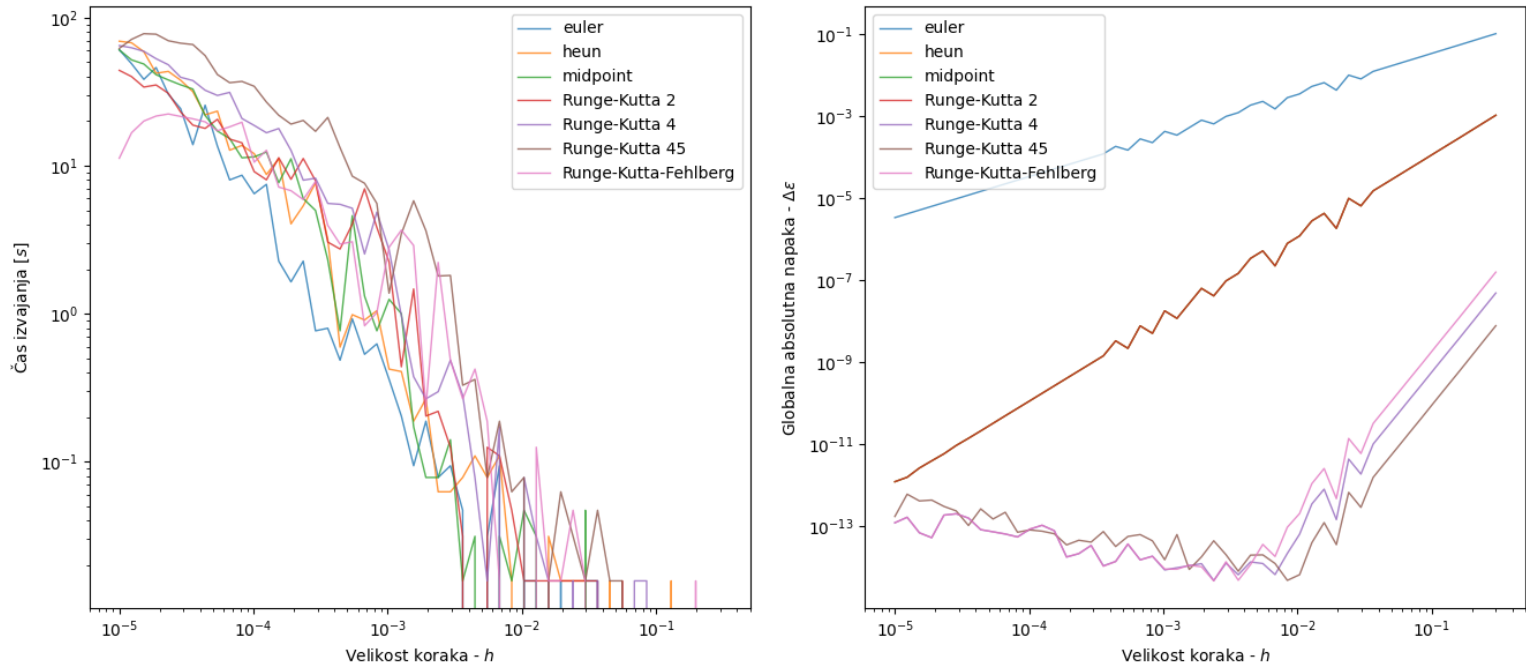 10²
10¹
10⁰
10⁻¹
Čas izvajanja [s]
10⁻⁵
10⁻⁴
10⁻³
10⁻²
10⁻¹
Velikost koraka - h
euler
heun
midpoint
Runge-Kutta 2
Runge-Kutta 4
Runge-Kutta 45
Runge-Kutta-Fehlberg
10⁻¹
10⁻³
10⁻⁵
10⁻⁷
10⁻⁹
10⁻¹¹
10⁻¹³
Globalna absolutna napaka - Δε
10⁻⁵
10⁻⁴
10⁻³
10⁻²
10⁻¹
Velikost koraka - h
euler
heun
midpoint
Runge-Kutta 2
Runge-Kutta 4
Runge-Kutta 45
Runge-Kutta-Fehlberg